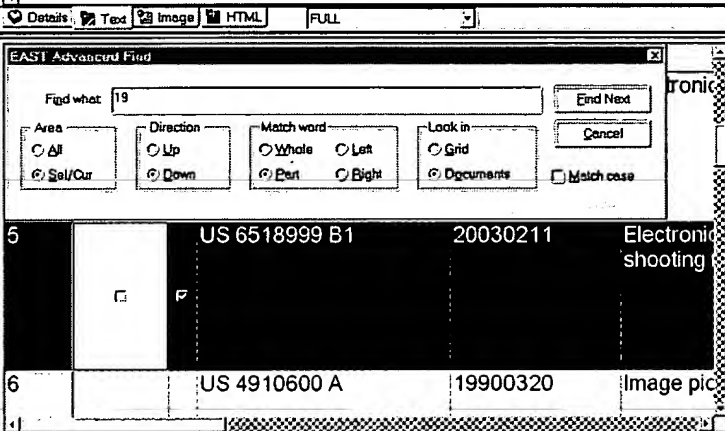 Details Text Image HTML FULL
EAST Advanced Find
tronic
Find what: 19 Find Next
Area Direction Match word Look in Cancel
All Up Whole Left Grid
Sel/Cur Down Part Right Documents Match case
5 US 6518999 B1 20030211 Electronic
shooting
6 US 4910600 A 19900320 Image pic